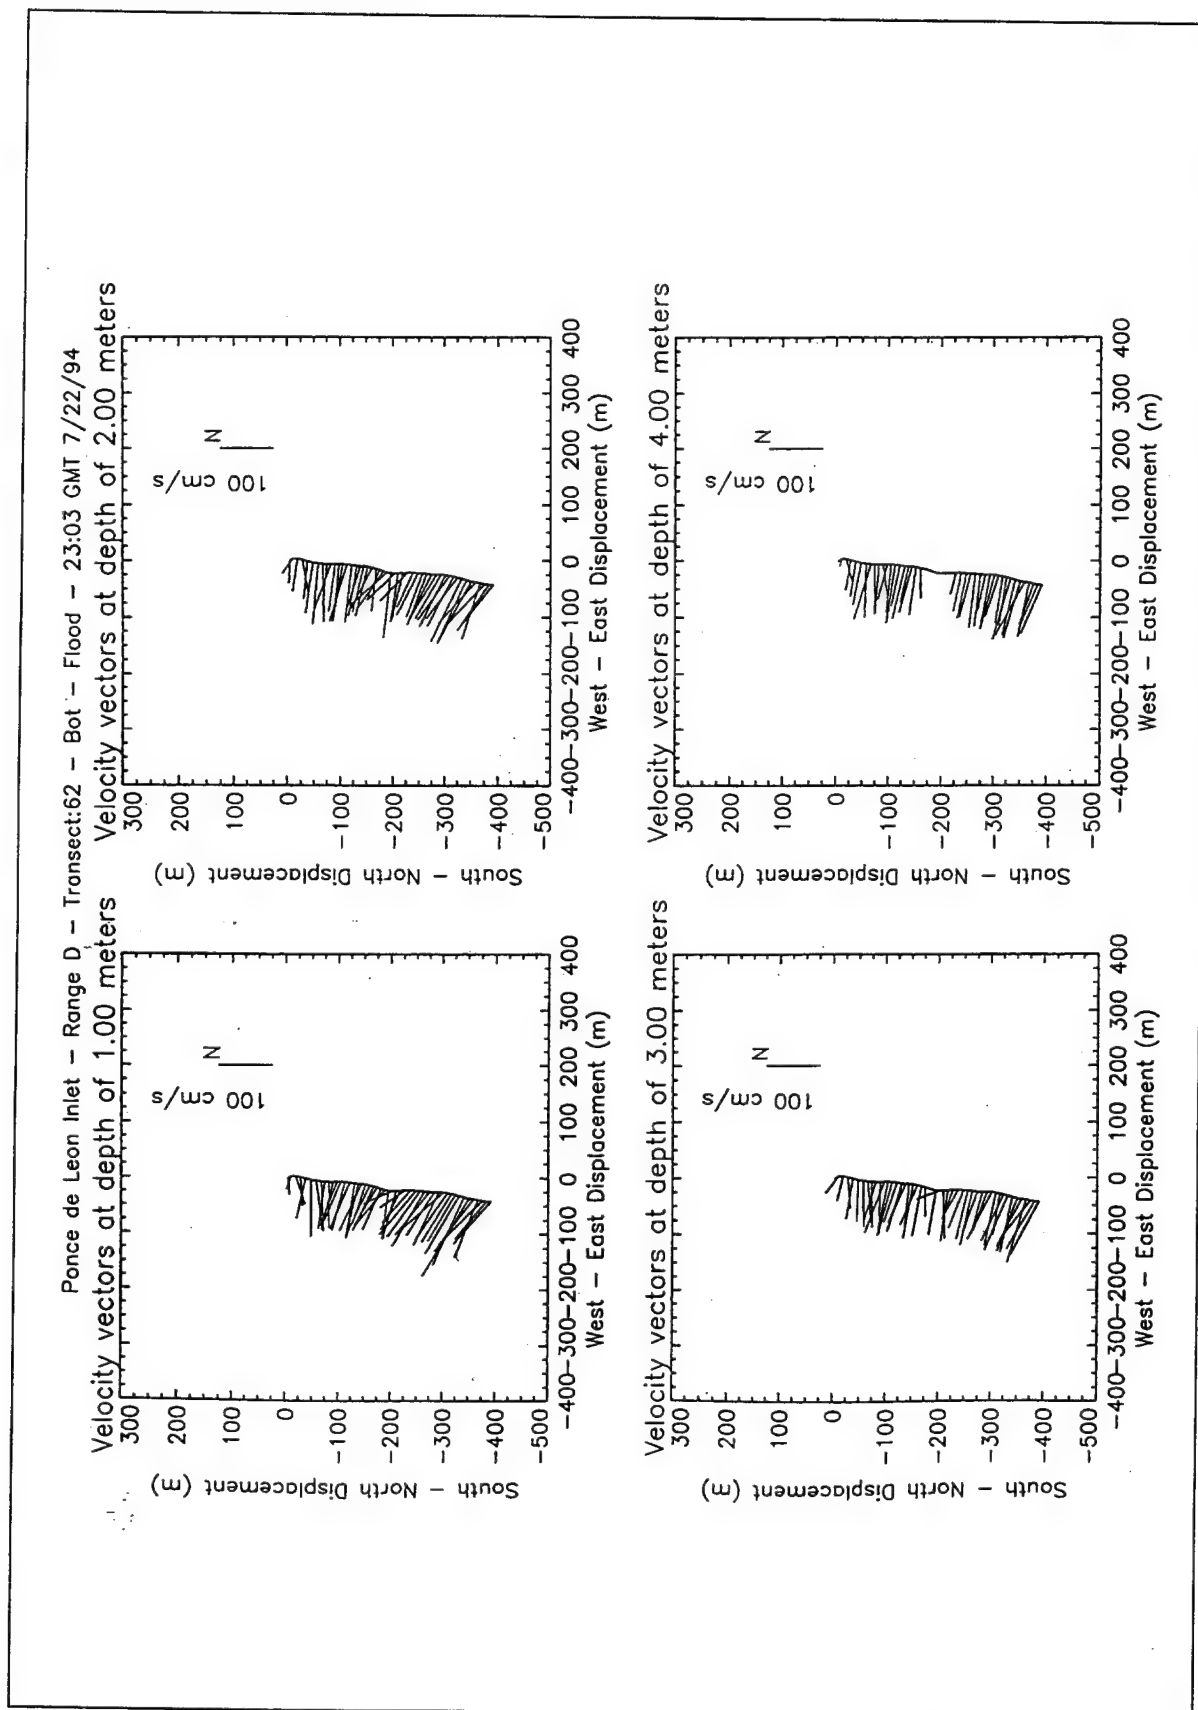 Ponce de Leon Inlet – Range D – Transect:62 – Bot – Flood – 23:03 GMT 7/22/94
Velocity vectors at depth of 1.00 meters
300
200
100
0
-100
-200
-300
-400
-500
South – North Displacement (m)
100 cm/s
N
-400-300-200-100 0 100 200 300 400
West – East Displacement (m)
Velocity vectors at depth of 2.00 meters
300
200
100
0
-100
-200
-300
-400
-500
South – North Displacement (m)
100 cm/s
N
-400-300-200-100 0 100 200 300 400
West – East Displacement (m)
Velocity vectors at depth of 3.00 meters
300
200
100
0
-100
-200
-300
-400
-500
South – North Displacement (m)
100 cm/s
N
-400-300-200-100 0 100 200 300 400
West – East Displacement (m)
Velocity vectors at depth of 4.00 meters
300
200
100
0
-100
-200
-300
-400
-500
South – North Displacement (m)
100 cm/s
N
-400-300-200-100 0 100 200 300 400
West – East Displacement (m)